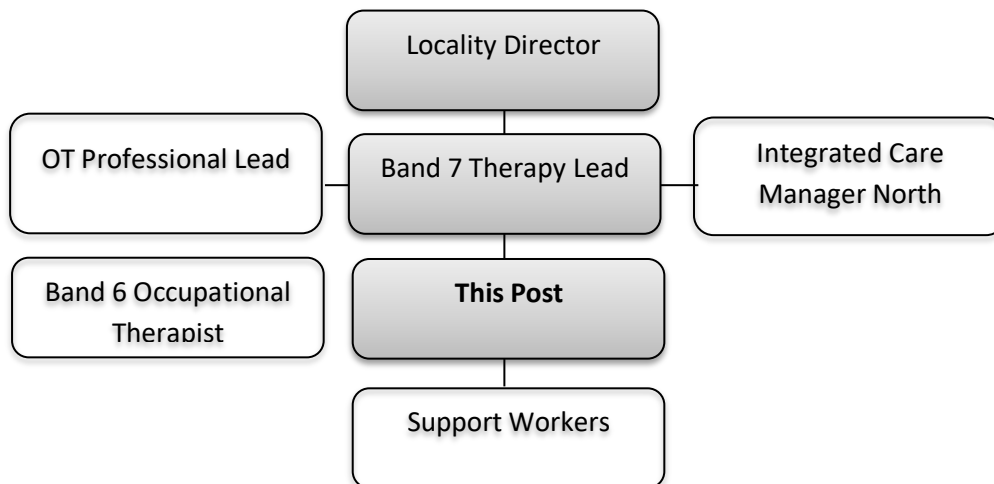 Locality Director
OT Professional Lead
Band 7 Therapy Lead
Integrated Care
Manager North
Band 6 Occupational
Therapist
This Post
Support Workers